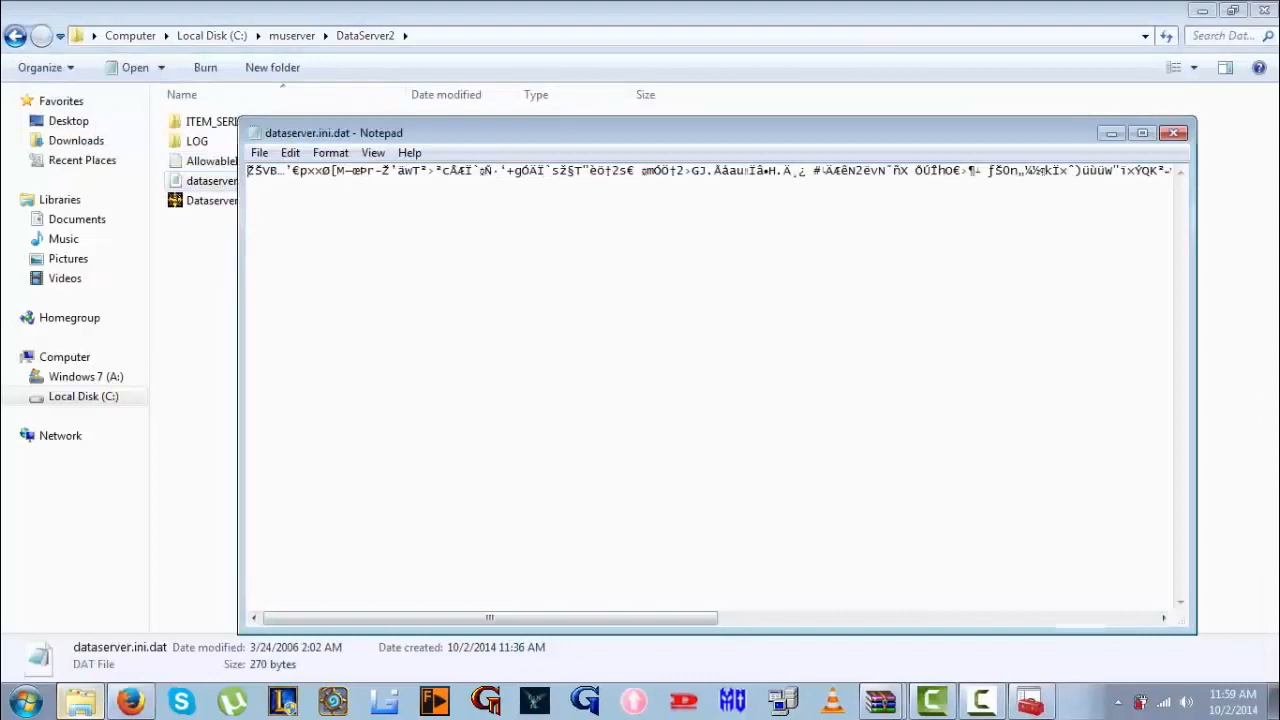 Computer
Local Disk (C:)
muserver
DataServer2
Search Dat...
Organize
Open
Burn
New folder
Name
Date modified
Type
Size
Favorites
Desktop
Downloads
Recent Places
Libraries
Documents
Music
Pictures
Videos
Homegroup
Computer
Windows 7 (A:)
Local Disk (C:)
Network
ITEM_SERI
LOG
Allowablel
dataserver.
Dataserver
dataserver.ini.dat - Notepad
File
Edit
Format
View
Help
dataserver.ini.dat
Date modified: 3/24/2006 2:02 AM
Date created: 10/2/2014 11:36 AM
DAT File
Size: 270 bytes
11:59 AM
10/2/2014